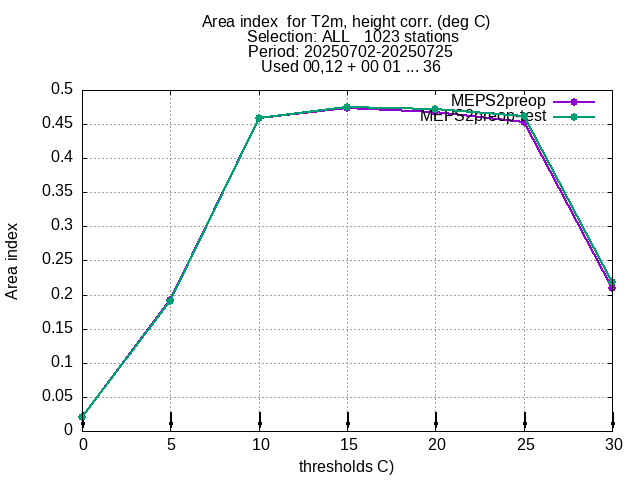 Area index  for T2m, height corr. (deg C)
Selection: ALL   1023 stations
Period: 20250702-20250725
Used 00,12 + 00 01 ... 36
MEPS2preop
MEPS2preop_test
0.5
0.45
0.4
0.35
0.3
0.25
0.2
0.15
0.1
0.05
0
Area index
0 5 10 15 20 25 30
thresholds C)